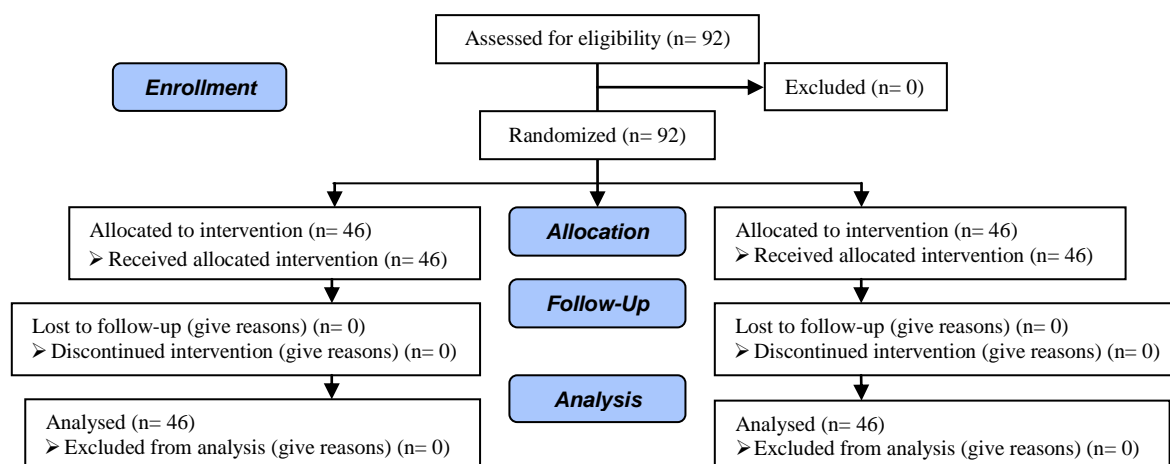 Assessed for eligibility (n= 92)
Enrollment
Excluded (n= 0)
Randomized (n= 92)
Allocated to intervention (n= 46)
➢ Received allocated intervention (n= 46)
Allocation
Allocated to intervention (n= 46)
➢ Received allocated intervention (n= 46)
Follow-Up
Lost to follow-up (give reasons) (n= 0)
➢ Discontinued intervention (give reasons) (n= 0)
Lost to follow-up (give reasons) (n= 0)
➢ Discontinued intervention (give reasons) (n= 0)
Analysis
Analysed (n= 46)
➢ Excluded from analysis (give reasons) (n= 0)
Analysed (n= 46)
➢ Excluded from analysis (give reasons) (n= 0)